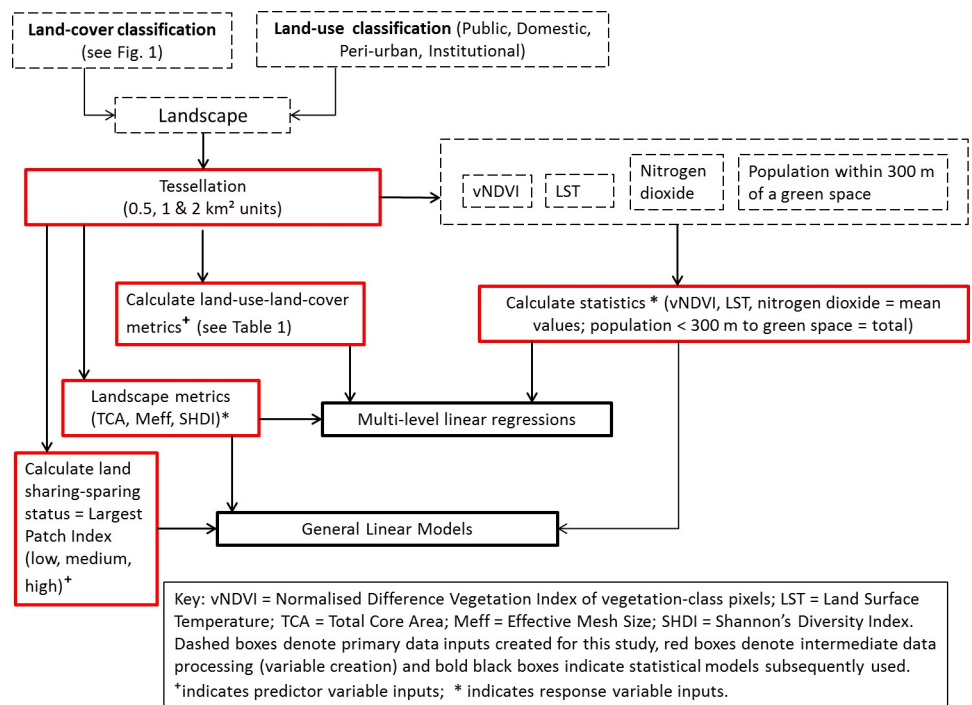 Land-cover classification
(see Fig. 1)
Land-use classification (Public, Domestic,
Peri-urban, Institutional)
Landscape
Tessellation
(0.5, 1 & 2 km² units)
vNDVI
LST
Nitrogen
dioxide
Population within 300 m
of a green space
Calculate land-use-land-cover
metrics⁺ (see Table 1)
Calculate statistics * (vNDVI, LST, nitrogen dioxide = mean
values; population < 300 m to green space = total)
Landscape metrics
(TCA, Meff, SHDI)*
Multi-level linear regressions
Calculate land
sharing-sparing
status = Largest
Patch Index
(low, medium,
high)⁺
General Linear Models
Key: vNDVI = Normalised Difference Vegetation Index of vegetation-class pixels; LST = Land Surface
Temperature; TCA = Total Core Area; Meff = Effective Mesh Size; SHDI = Shannon’s Diversity Index.
Dashed boxes denote primary data inputs created for this study, red boxes denote intermediate data
processing (variable creation) and bold black boxes indicate statistical models subsequently used.
⁺indicates predictor variable inputs; * indicates response variable inputs.